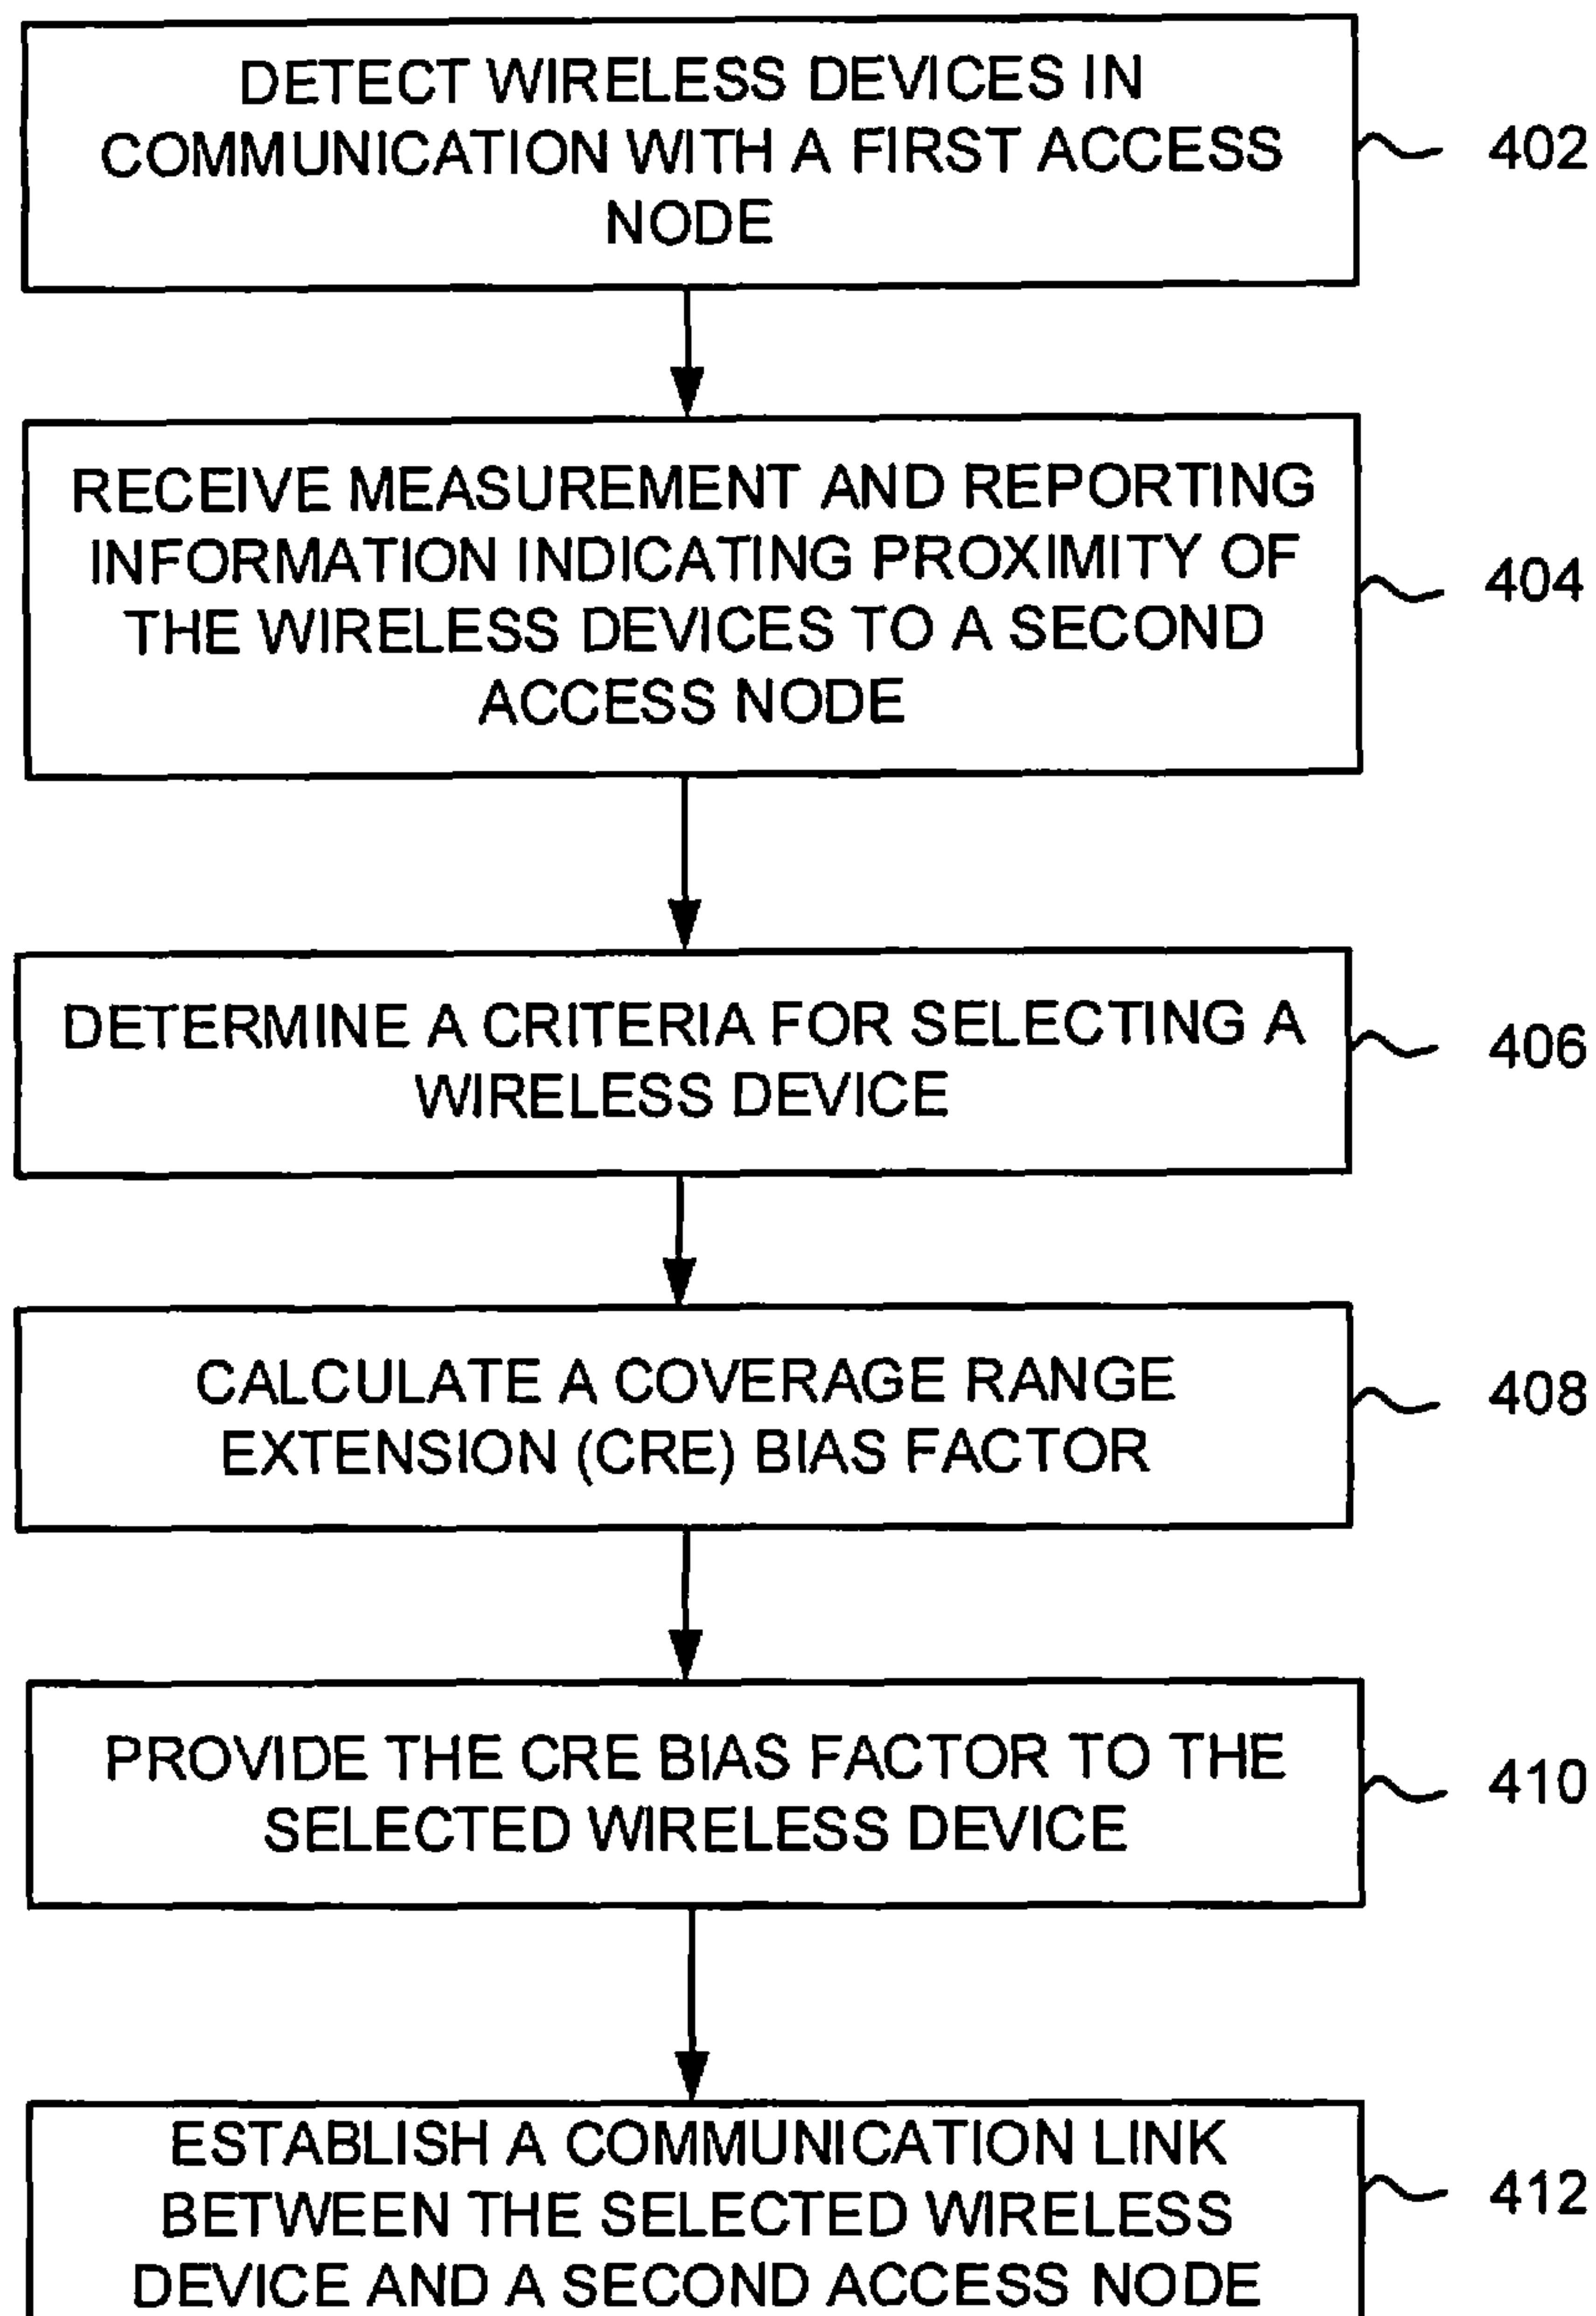 DETECT WIRELESS DEVICES IN
COMMUNICATION WITH A FIRST ACCESS
NODE
402
RECEIVE MEASUREMENT AND REPORTING
INFORMATION INDICATING PROXIMITY OF
THE WIRELESS DEVICES TO A SECOND
ACCESS NODE
404
DETERMINE A CRITERIA FOR SELECTING A
WIRELESS DEVICE
406
CALCULATE A COVERAGE RANGE
EXTENSION (CRE) BIAS FACTOR
408
PROVIDE THE CRE BIAS FACTOR TO THE
SELECTED WIRELESS DEVICE
410
ESTABLISH A COMMUNICATION LINK
BETWEEN THE SELECTED WIRELESS
DEVICE AND A SECOND ACCESS NODE
412